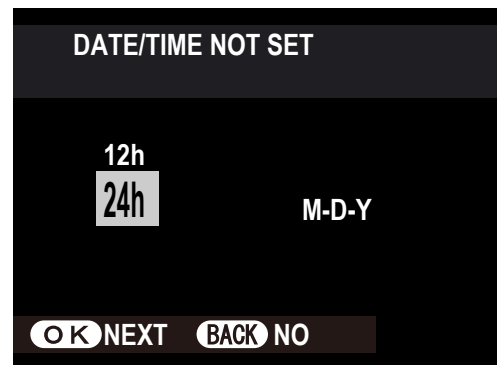 DATE/TIME NOT SET
12h
24h
M-D-Y
OK NEXT BACK NO